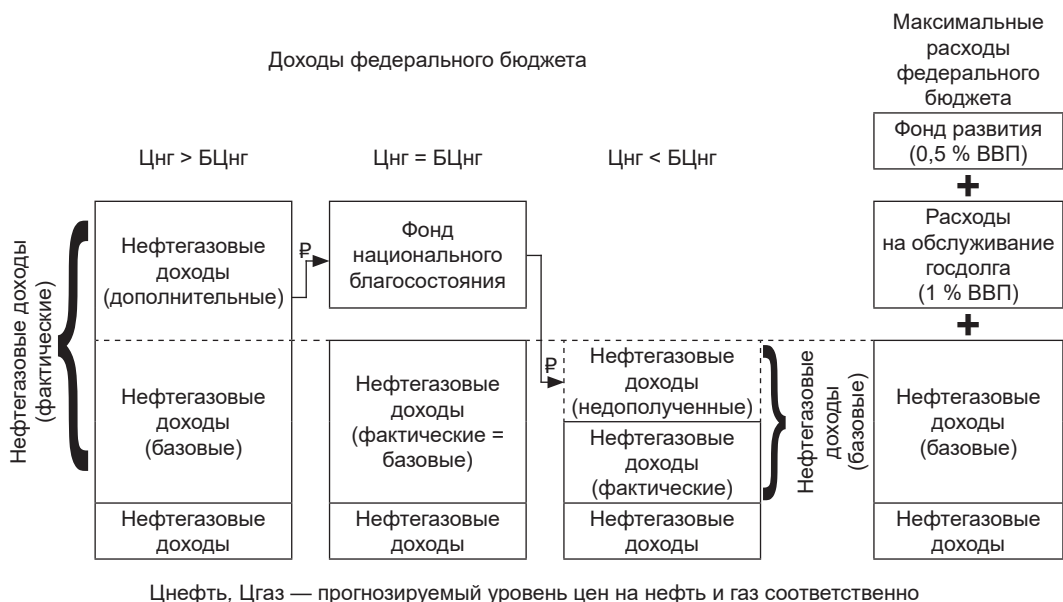 Доходы федерального бюджета
Максимальные
расходы
федерального
бюджета
Цнг > БЦнг
Цнг = БЦнг
Цнг < БЦнг
Фонд развития
(0,5 % ВВП)
+
Расходы
на обслуживание
госдолга
(1 % ВВП)
+
Нефтегазовые доходы
(фактические)
Нефтегазовые
доходы
(дополнительные)
₽
Фонд
национального
благосостояния
₽
Нефтегазовые
доходы
(базовые)
Нефтегазовые
доходы
(фактические =
базовые)
Нефтегазовые
доходы
(недополученные)
Нефтегазовые
доходы
(фактические)
Нефтегазовые
доходы
(базовые)
Нефтегазовые
доходы
(базовые)
Нефтегазовые
доходы
Нефтегазовые
доходы
Нефтегазовые
доходы
Нефтегазовые
доходы
Цнефть, Цгаз — прогнозируемый уровень цен на нефть и газ соответственно